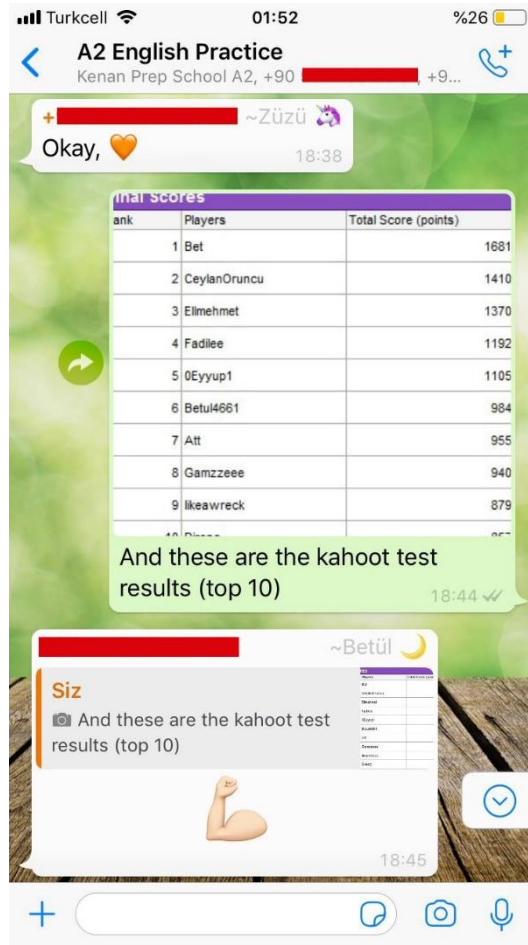 Turkcell 01:52 %26
A2 English Practice
Kenan Prep School A2, +90 , +9...
+ ~Züzü 🦄
Okay, 🧡
18:38
inal Scores
ank Players Total Score (points)
1 Bet 1681
2 CeylanOruncu 1410
3 Ellmehmet 1370
4 Fadilee 1192
5 0Eyyup1 1105
6 Betul4661 984
7 Att 955
8 Gamzzeee 940
9 likeawreck 879
And these are the kahoot test
results (top 10)
18:44
~Betül 🌙
Siz
And these are the kahoot test
results (top 10)
💪🏻
18:45